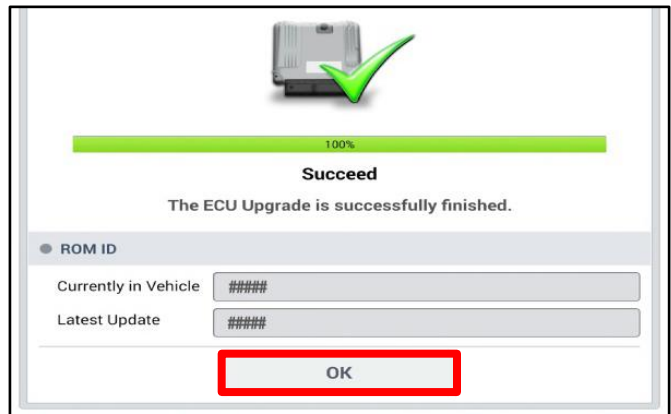 100%
Succeed
The ECU Upgrade is successfully finished.
ROM ID
Currently in Vehicle #####
Latest Update #####
OK